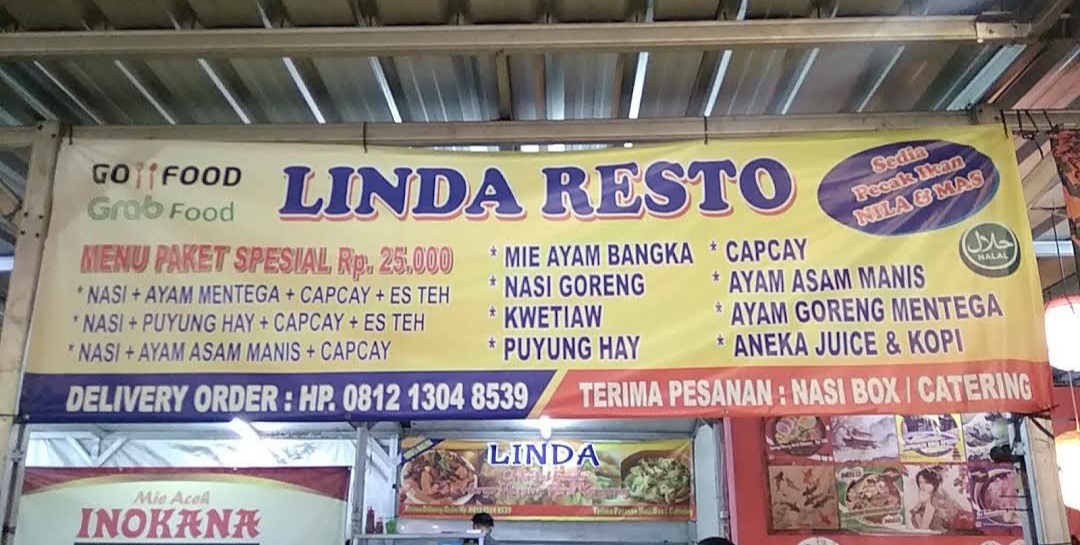 GO FOOD
Grab Food
LINDA RESTO
Sedia
Pecak Ikan
NILA & MAS
حلال
HALAL
MENU PAKET SPESIAL Rp. 25.000
* NASI + AYAM MENTEGA + CAPCAY + ES TEH
* NASI + PUYUNG HAY + CAPCAY + ES TEH
* NASI + AYAM ASAM MANIS + CAPCAY
* MIE AYAM BANGKA
* NASI GORENG
* KWETIAW
* PUYUNG HAY
* CAPCAY
* AYAM ASAM MANIS
* AYAM GORENG MENTEGA
* ANEKA JUICE & KOPI
DELIVERY ORDER : HP. 0812 1304 8539
TERIMA PESANAN : NASI BOX / CATERING
LINDA
Mie Aceh
INOKANA